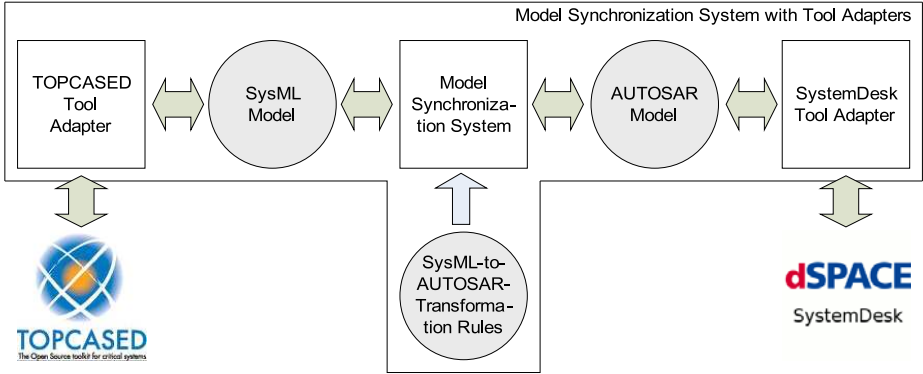 Model Synchronization System with Tool Adapters
TOPCASED
Tool
Adapter
SysML
Model
Model
Synchroniza-
tion System
AUTOSAR
Model
SystemDesk
Tool Adapter
SysML-to-
AUTOSAR-
Transforma-
tion Rules
TOPCASED
The Open Source toolkit for critical systems
dSPACE
SystemDesk